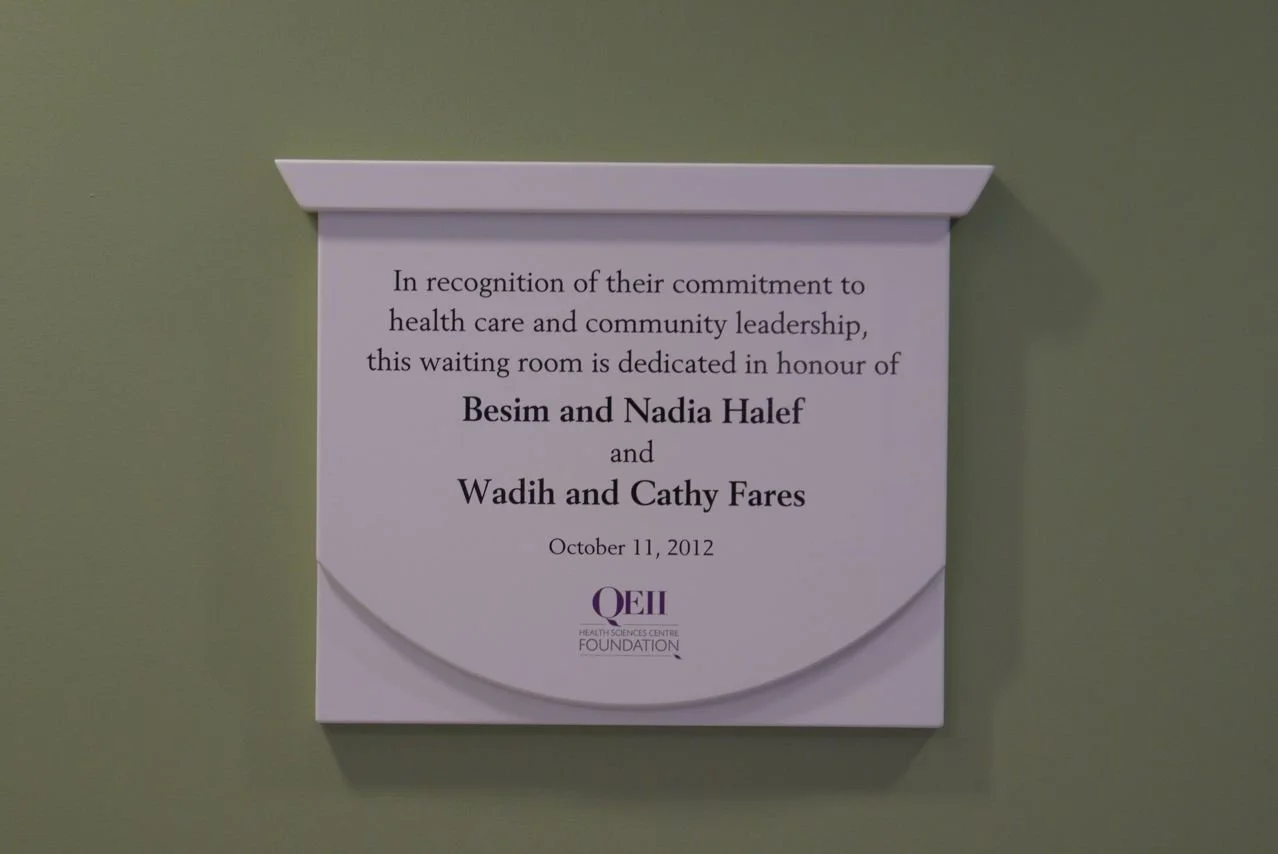 In recognition of their commitment to
health care and community leadership,
this waiting room is dedicated in honour of
Besim and Nadia Halef
and
Wadih and Cathy Fares
October 11, 2012
QEII
HEALTH SCIENCES CENTRE
FOUNDATION